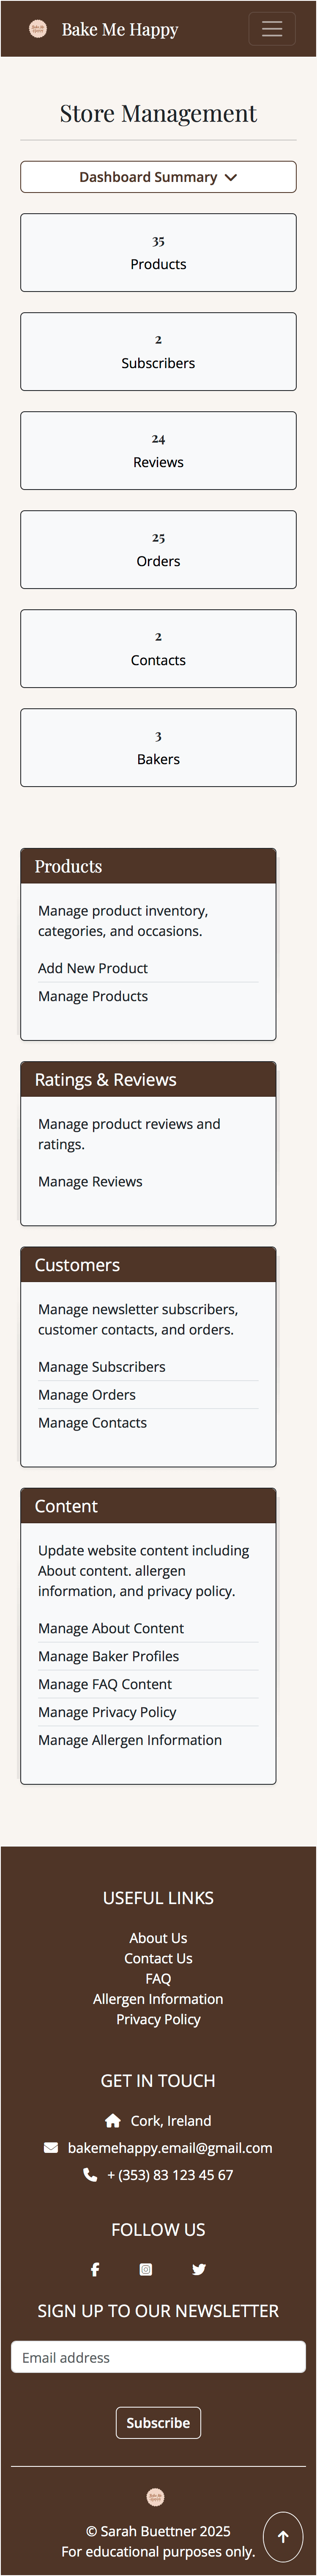 Bake Me Happy
Store Management
Dashboard Summary
35
Products
2
Subscribers
24
Reviews
25
Orders
2
Contacts
3
Bakers
Products
Manage product inventory,
categories, and occasions.
Add New Product
Manage Products
Ratings & Reviews
Manage product reviews and
ratings.
Manage Reviews
Customers
Manage newsletter subscribers,
customer contacts, and orders.
Manage Subscribers
Manage Orders
Manage Contacts
Content
Update website content including
About content. allergen
information, and privacy policy.
Manage About Content
Manage Baker Profiles
Manage FAQ Content
Manage Privacy Policy
Manage Allergen Information
USEFUL LINKS
About Us
Contact Us
FAQ
Allergen Information
Privacy Policy
GET IN TOUCH
Cork, Ireland
bakemehappy.email@gmail.com
+ (353) 83 123 45 67
FOLLOW US
SIGN UP TO OUR NEWSLETTER
Email address
Subscribe
© Sarah Buettner 2025
For educational purposes only.